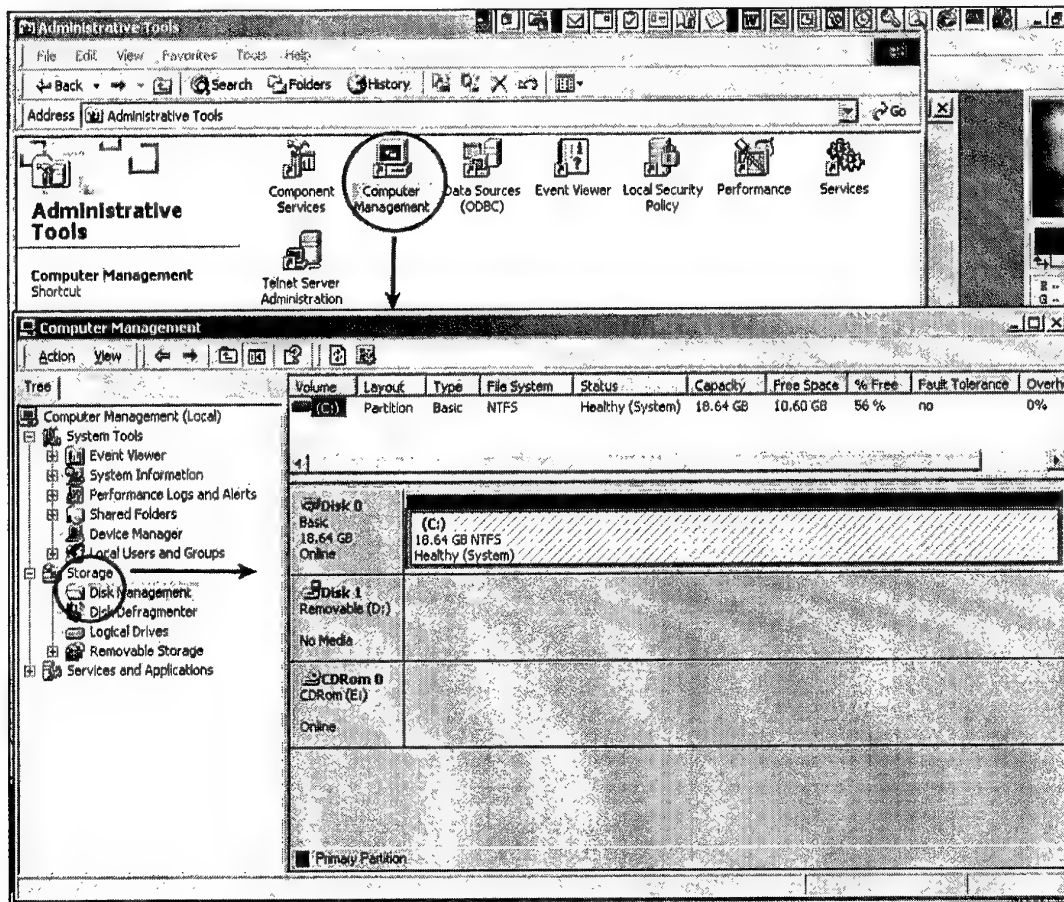 Administrative Tools
File Edit View Favorites Tools Help
Back Search Folders History
Address Administrative Tools Go
Administrative Tools
Computer Management
Shortcut
Component Services
Computer Management
Data Sources (ODBC)
Event Viewer
Local Security Policy
Performance
Services
Telnet Server Administration
Computer Management
Action View
Tree
Computer Management (Local)
System Tools
Event Viewer
System Information
Performance Logs and Alerts
Shared Folders
Device Manager
Local Users and Groups
Storage
Disk Management
Disk Defragmenter
Logical Drives
Removable Storage
Services and Applications
Volume Layout Type File System Status Capacity Free Space % Free Fault Tolerance Overh
(C:) Partition Basic NTFS Healthy (System) 18.64 GB 10.60 GB 56 % no 0%
Disk 0
Basic
18.64 GB
Online
(C:)
18.64 GB NTFS
Healthy (System)
Disk 1
Removable (D:)
No Media
CDRom 0
CDRom (E:)
Online
Primary Partition